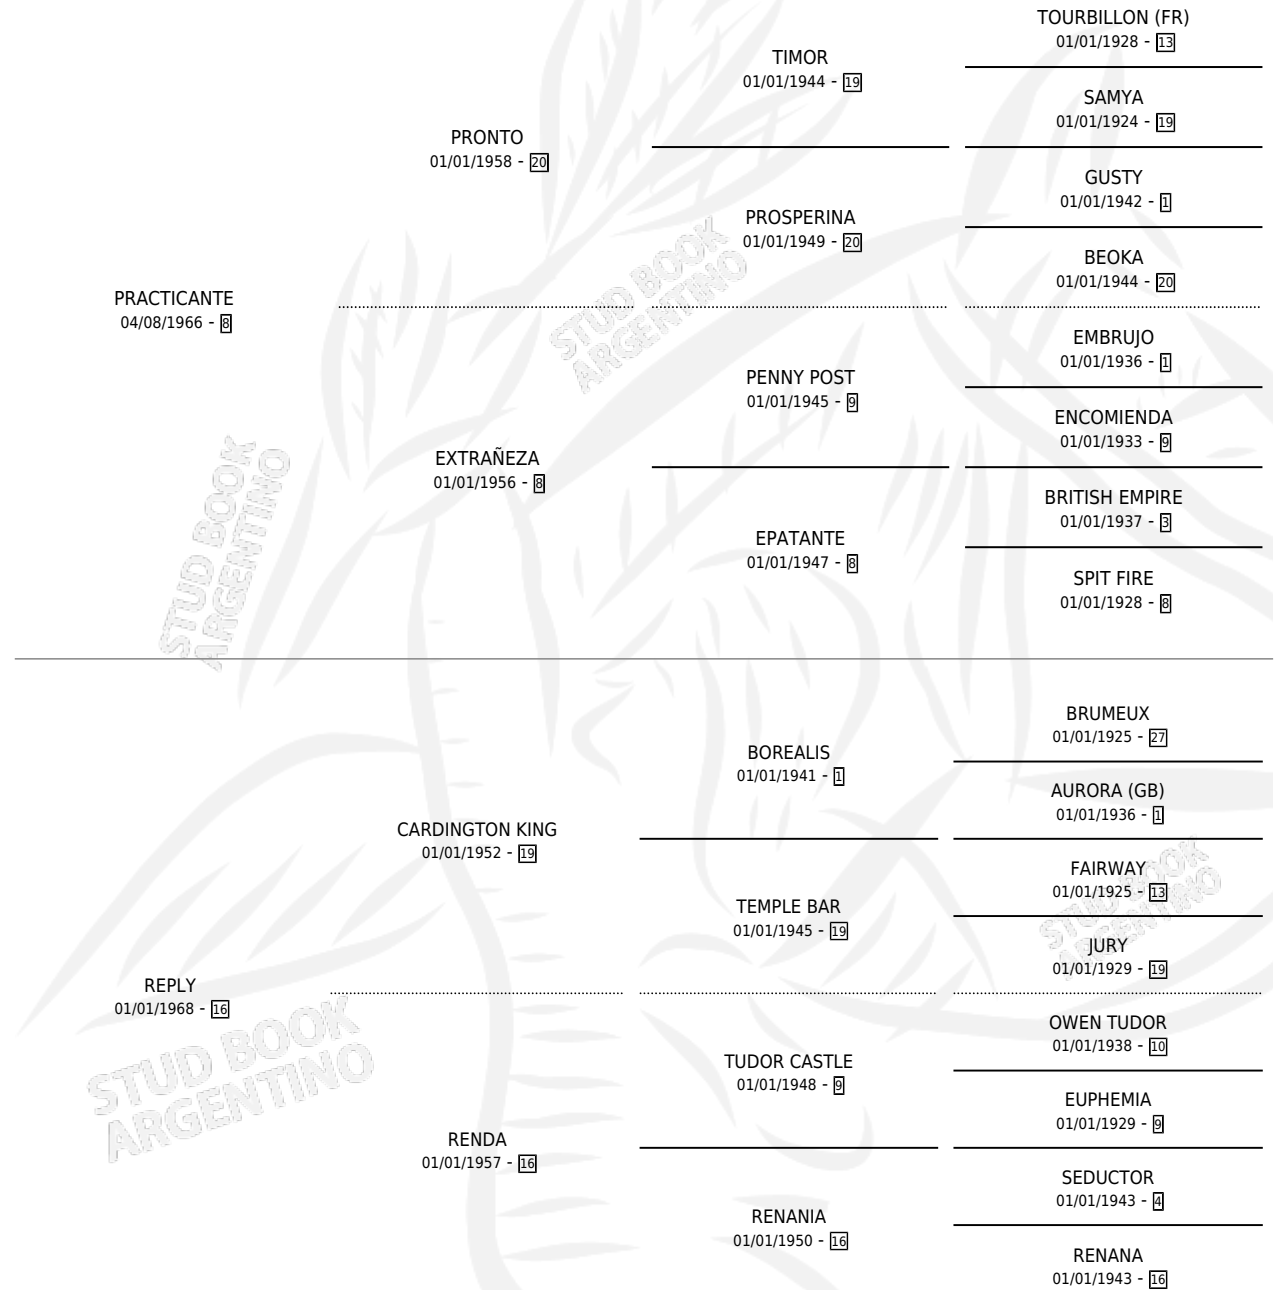 TOURBILLON (FR)
01/01/1928 - 13
TIMOR
01/01/1944 - 19
SAMYA
01/01/1924 - 19
PRONTO
01/01/1958 - 20
GUSTY
01/01/1942 - 1
PROSPERINA
01/01/1949 - 20
BEOKA
01/01/1944 - 20
PRACTICANTE
04/08/1966 - 8
EMBRUJO
01/01/1936 - 1
PENNY POST
01/01/1945 - 9
ENCOMIENDA
01/01/1933 - 9
EXTRAÑEZA
01/01/1956 - 8
BRITISH EMPIRE
01/01/1937 - 3
EPATANTE
01/01/1947 - 8
SPIT FIRE
01/01/1928 - 8
STUD BOOK
ARGENTINO
STUD BOOK
ARGENTINO
BRUMEUX
01/01/1925 - 27
BOREALIS
01/01/1941 - 1
AURORA (GB)
01/01/1936 - 1
CARDINGTON KING
01/01/1952 - 19
FAIRWAY
01/01/1925 - 13
TEMPLE BAR
01/01/1945 - 19
JURY
01/01/1929 - 19
STUD BOOK
ARGENTINO
REPLY
01/01/1968 - 16
OWEN TUDOR
01/01/1938 - 10
TUDOR CASTLE
01/01/1948 - 9
EUPHEMIA
01/01/1929 - 9
RENDA
01/01/1957 - 16
SEDUCTOR
01/01/1943 - 4
RENANIA
01/01/1950 - 16
RENANA
01/01/1943 - 16
STUD BOOK
ARGENTINO